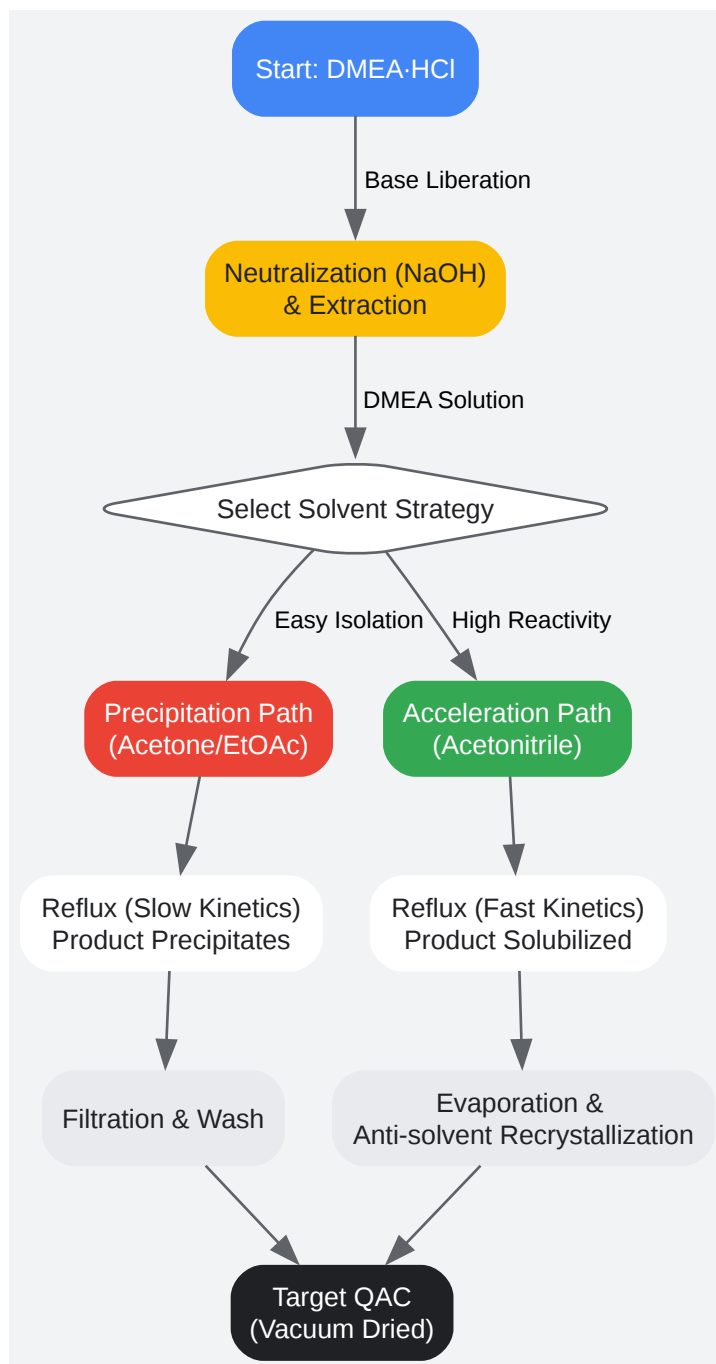 Start: DMEA·HCl
Base Liberation
Neutralization (NaOH)
& Extraction
DMEA Solution
Select Solvent Strategy
Easy Isolation
High Reactivity
Precipitation Path
(Acetone/EtOAc)
Acceleration Path
(Acetonitrile)
Reflux (Slow Kinetics)
Product Precipitates
Reflux (Fast Kinetics)
Product Solubilized
Filtration & Wash
Evaporation &
Anti-solvent Recrystallization
Target QAC
(Vacuum Dried)